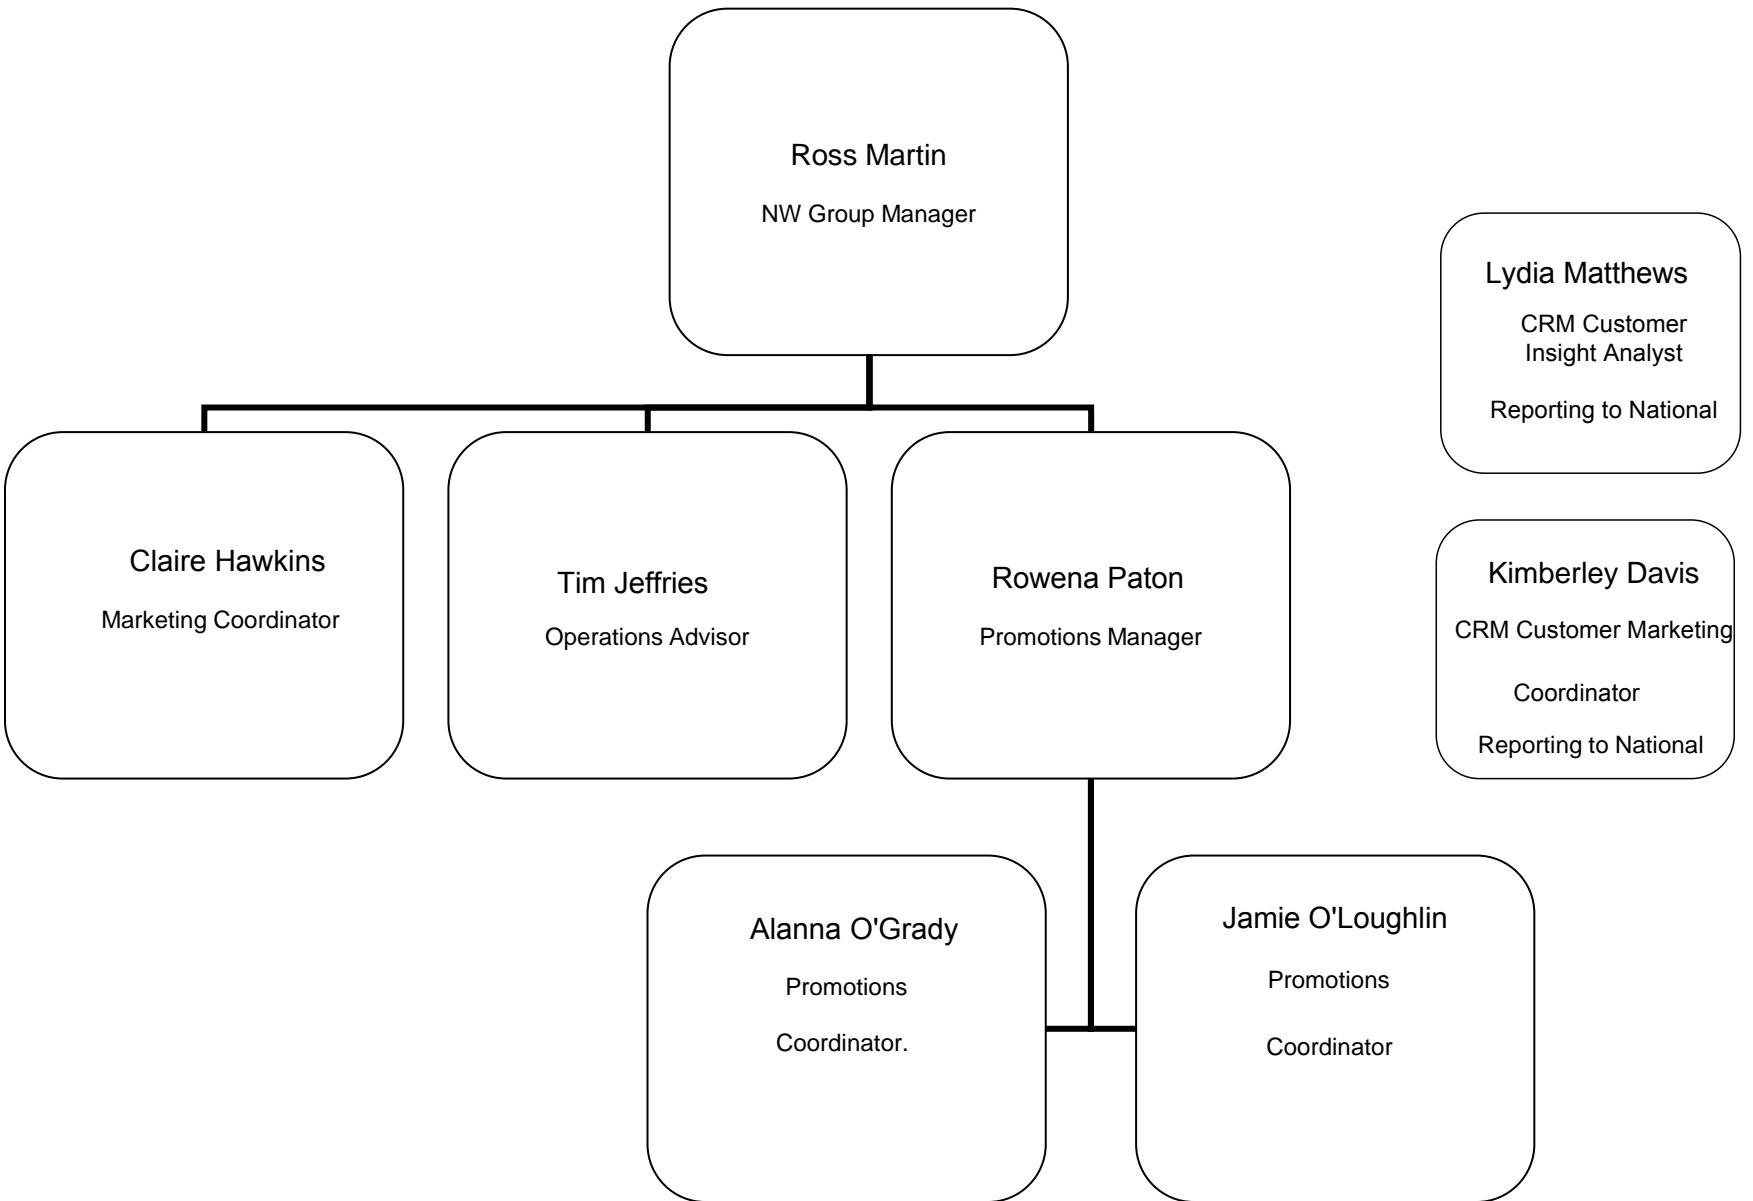 Ross Martin
NW Group Manager
Lydia Matthews
CRM Customer
Insight Analyst
Reporting to National
Claire Hawkins
Marketing Coordinator
Tim Jeffries
Operations Advisor
Rowena Paton
Promotions Manager
Kimberley Davis
CRM Customer Marketing
Coordinator
Reporting to National
Alanna O'Grady
Promotions
Coordinator.
Jamie O'Loughlin
Promotions
Coordinator